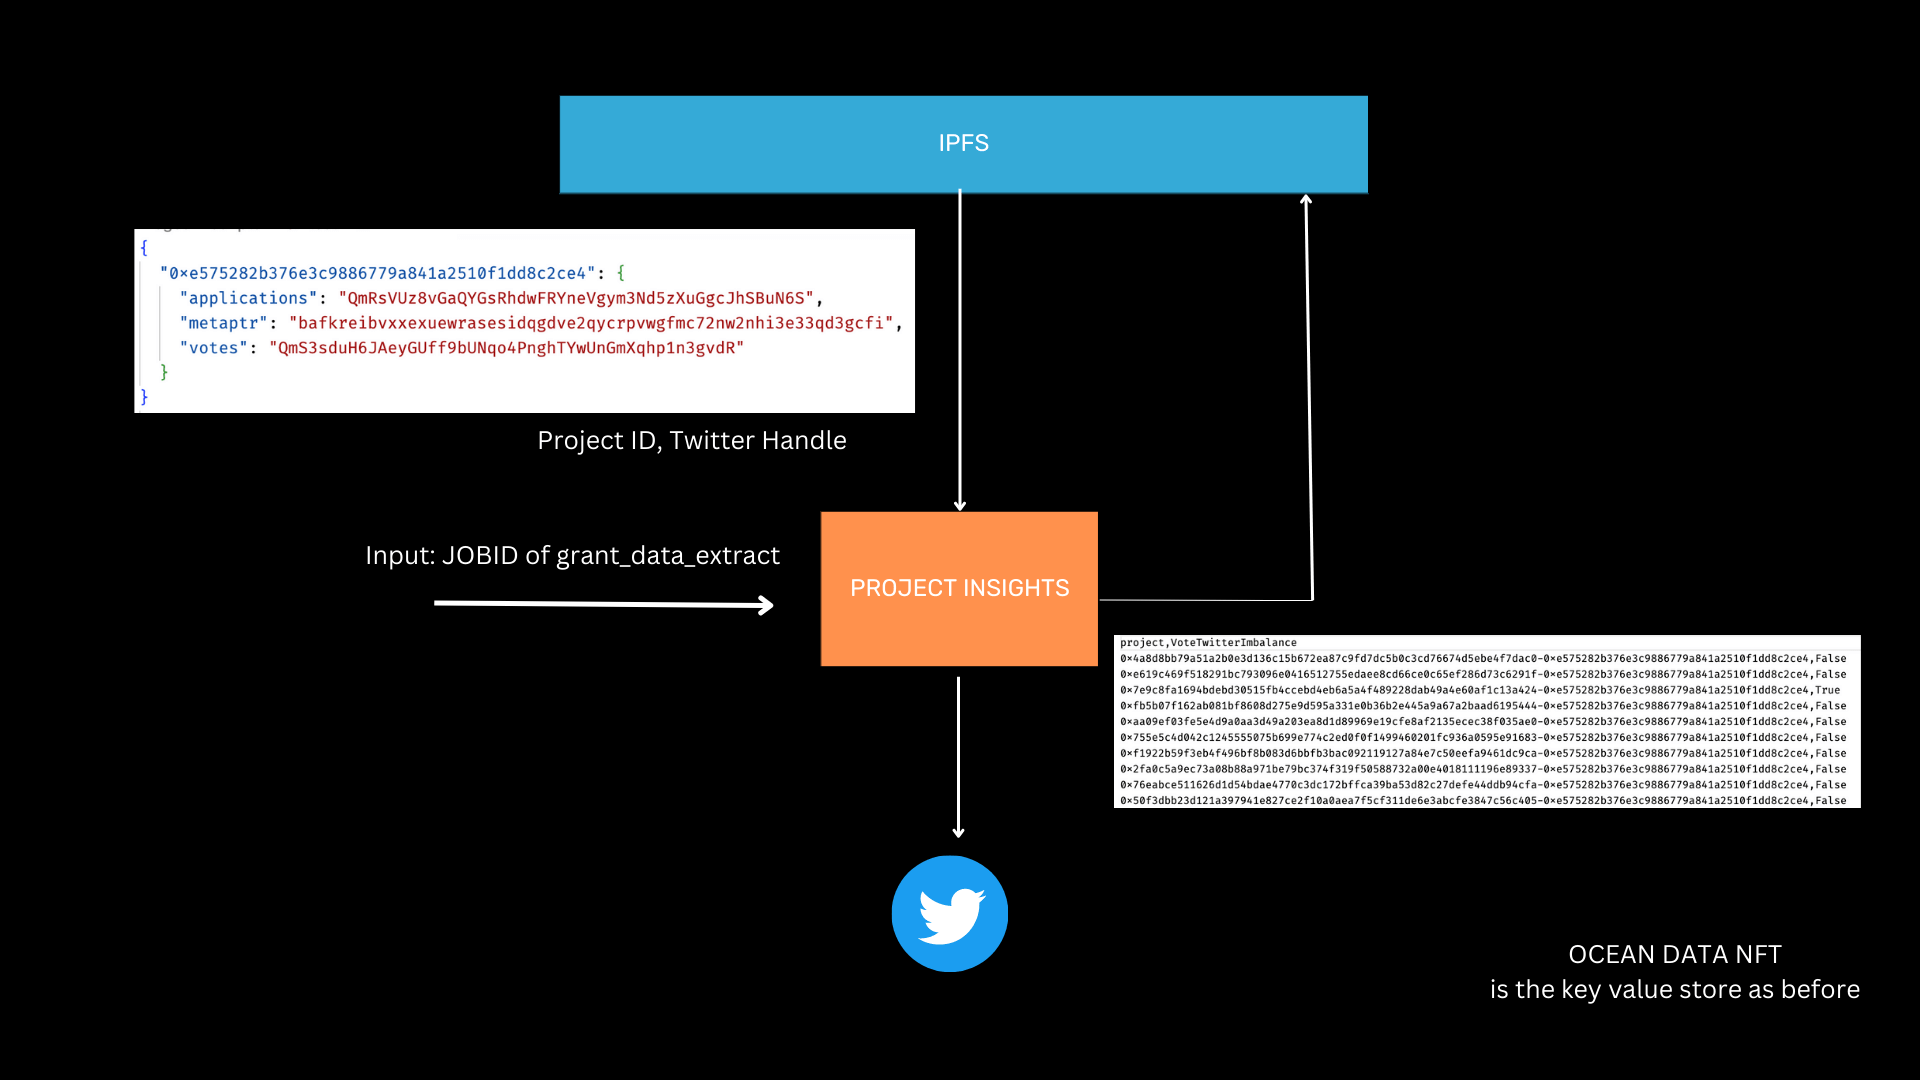 IPFS
{
"0×e575282b376e3c9886779a841a2510f1dd8c2ce4": {
"applications": "QmRsVUz8vGaQYGsRhdwFRYneVgym3Nd5zXuGgcJhSBuN6S",
"metaptr": "bafkreibvxxexuewrasesidqgdve2qycrpvwgfmc72nw2nhi3e33qd3gcfi",
"votes": "QmS3sduH6JAeyGUff9bUNqo4PnghTYwUnGmXqhp1n3gvdR"
}
}
Project ID, Twitter Handle
Input: JOBID of grant_data_extract
PROJECT INSIGHTS
project,VoteTwitterImbalance
0×4a8d8bb79a51a2b0e3d136c15b672ea87c9fd7dc5b0c3cd76674d5ebe4f7dac0-0×e575282b376e3c9886779a841a2510f1dd8c2ce4,False
0×e619c469f518291bc793096e0416512755edaee8cd66ce0c65ef286d73c6291f-0×e575282b376e3c9886779a841a2510f1dd8c2ce4,False
0×7e9c8fa1694bdebd30515fb4ccebd4eb6a5a4f489228dab49a4e60af1c13a424-0×e575282b376e3c9886779a841a2510f1dd8c2ce4,True
0×fb5b07f162ab081bf8608d275e9d595a331e0b36b2e445a9a67a2baad6195444-0×e575282b376e3c9886779a841a2510f1dd8c2ce4,False
0×aa09ef03fe5e4d9a0aa3d49a203ea8d1d89969e19cfe8af2135ecec38f035ae0-0×e575282b376e3c9886779a841a2510f1dd8c2ce4,False
0×755e5c4d042c1245555075b699e774c2ed0f0f1499460201fc936a0595e91683-0×e575282b376e3c9886779a841a2510f1dd8c2ce4,False
0×f1922b59f3eb4f496bf8b083d6bbfb3bac092119127a84e7c50eefa9461dc9ca-0×e575282b376e3c9886779a841a2510f1dd8c2ce4,False
0×2fa0c5a9ec73a08b88a971be79bc374f319f50588732a00e4018111196e89337-0×e575282b376e3c9886779a841a2510f1dd8c2ce4,False
0×76eabce511626d1d54bdae4770c3dc172bffca39ba53d82c27defe44ddb94cfa-0×e575282b376e3c9886779a841a2510f1dd8c2ce4,False
0×50f3dbb23d121a397941e827ce2f10a0aea7f5cf311de6e3abcfe3847c56c405-0×e575282b376e3c9886779a841a2510f1dd8c2ce4,False
OCEAN DATA NFT
is the key value store as before